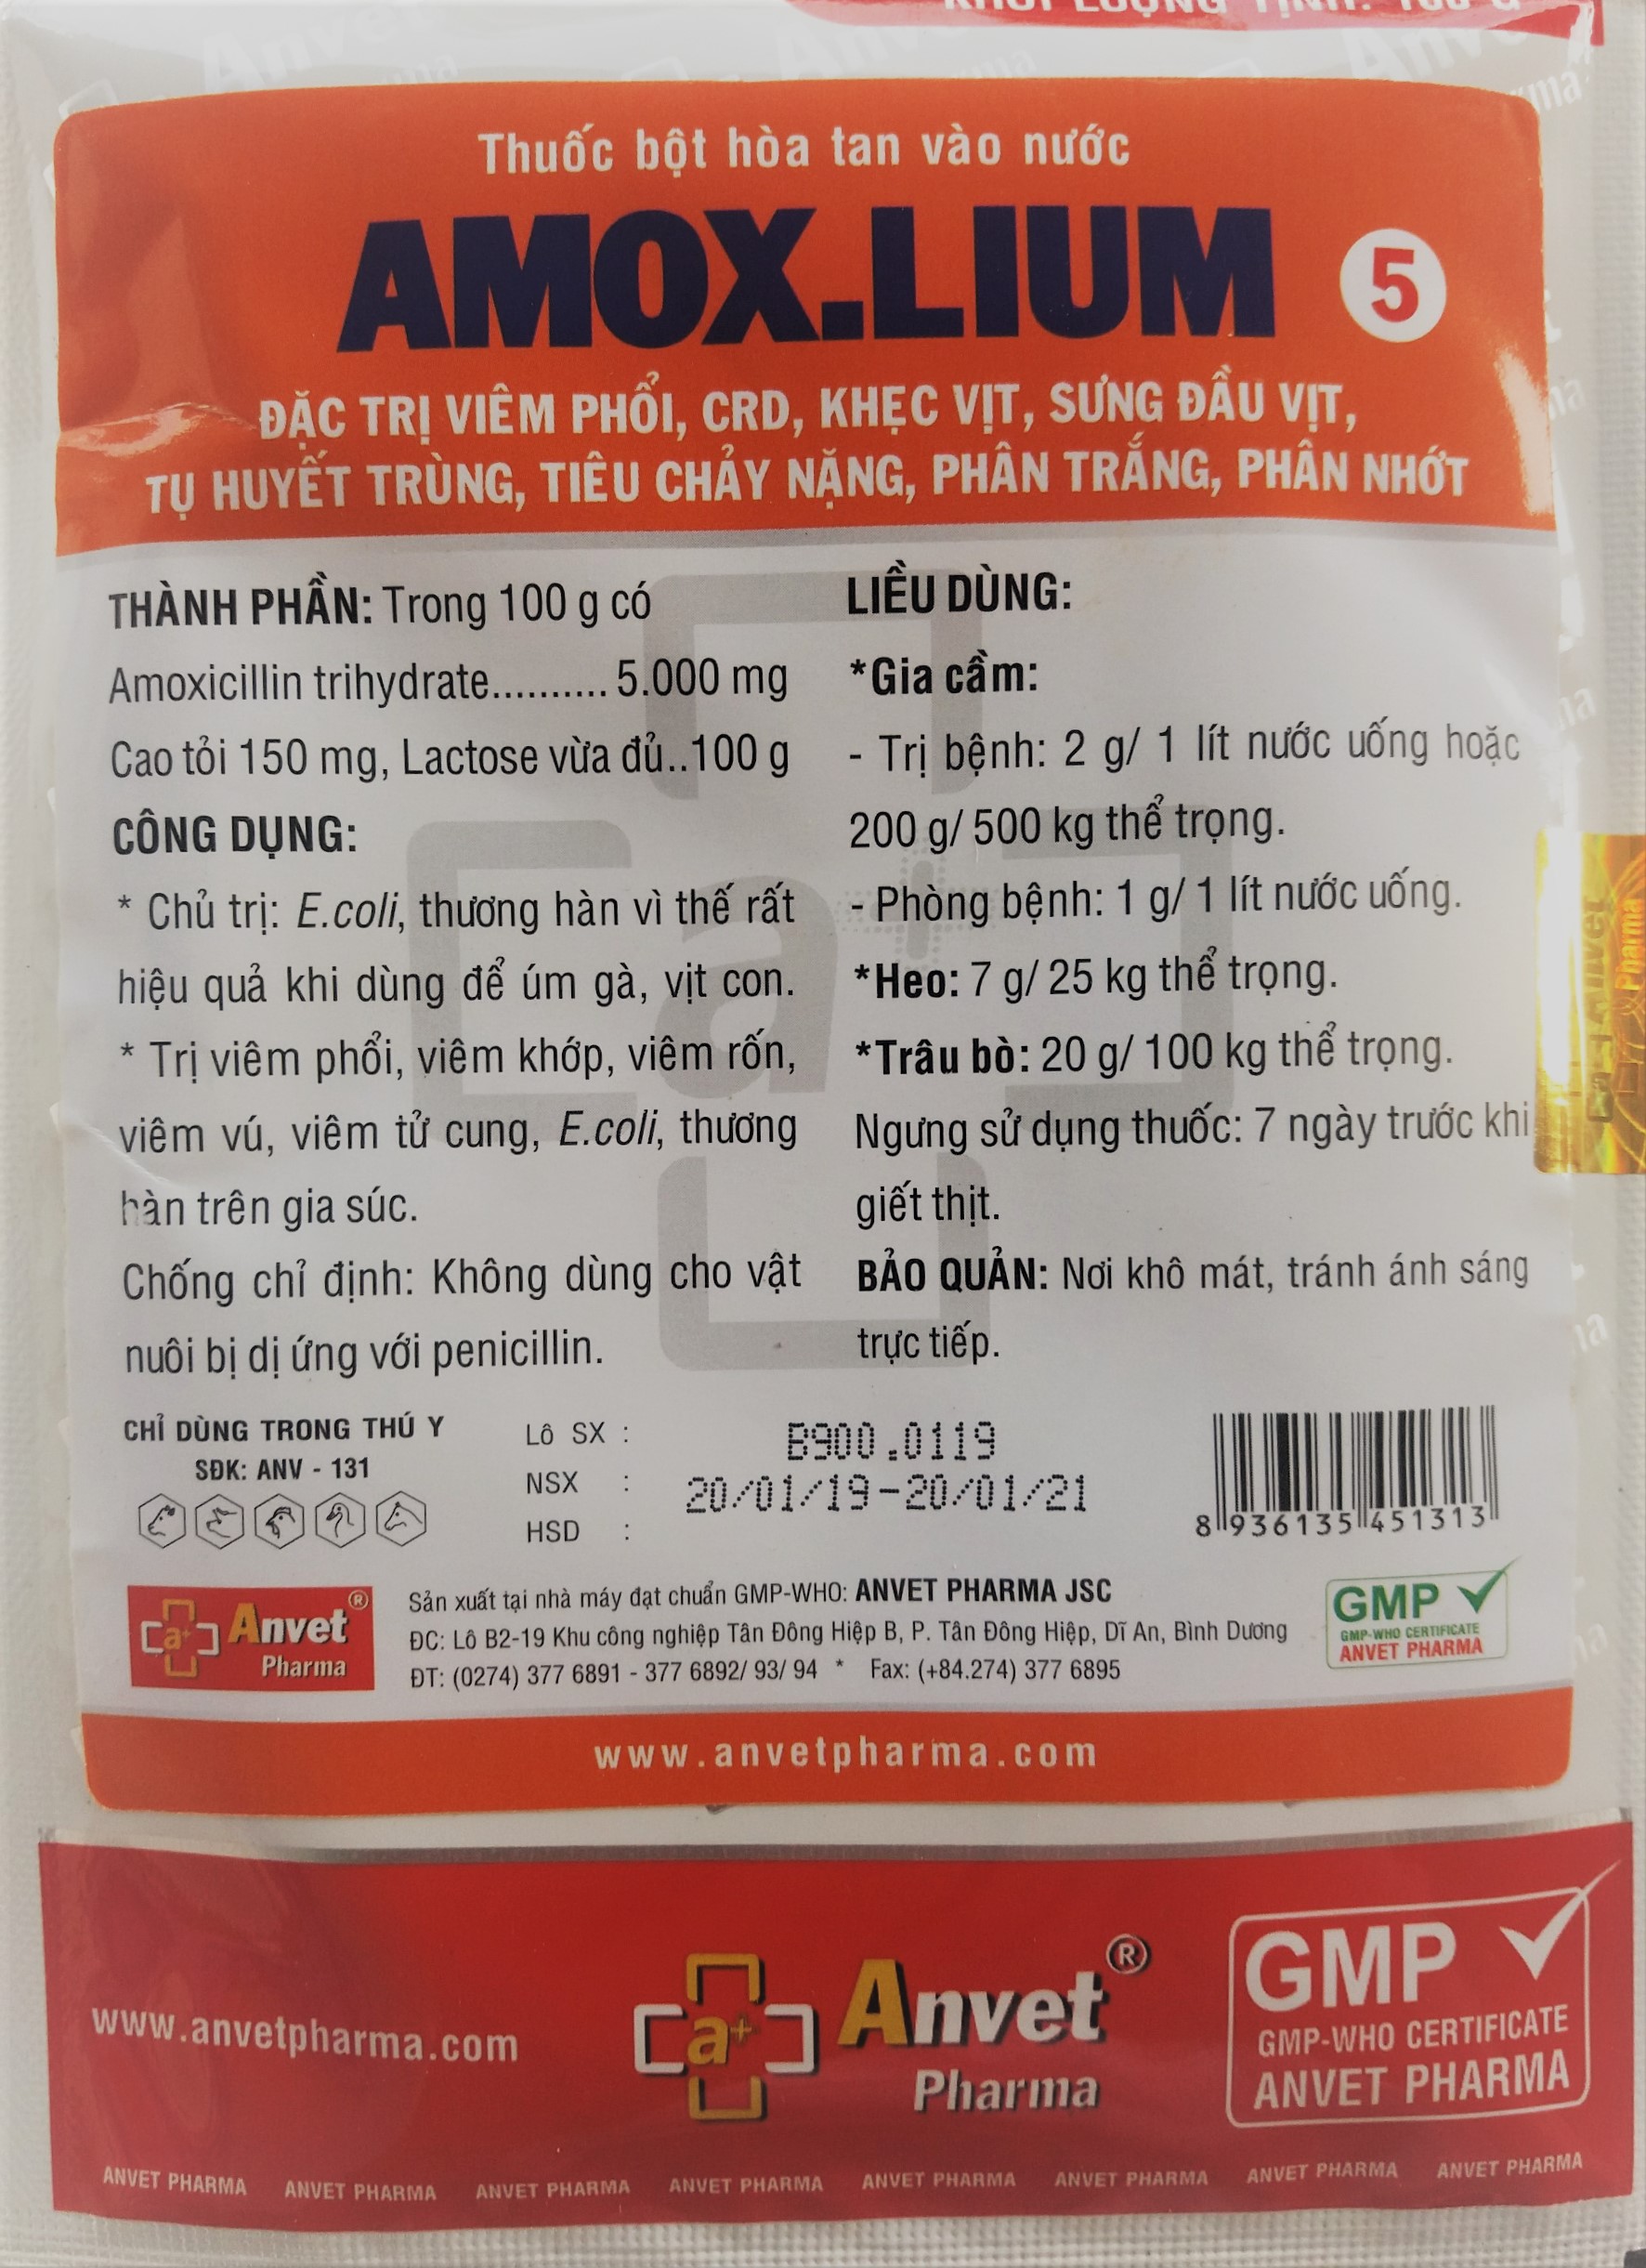 KHỐI LƯỢNG TỊNH: 100 G
Thuốc bột hòa tan vào nước
AMOX.LIUM 5
ĐẶC TRỊ VIÊM PHỔI, CRD, KHẸC VỊT, SƯNG ĐẦU VỊT,
TỤ HUYẾT TRÙNG, TIÊU CHẢY NẶNG, PHÂN TRẮNG, PHÂN NHỚT
THÀNH PHẦN: Trong 100 g có
Amoxicillin trihydrate.......... 5.000 mg
Cao tỏi 150 mg, Lactose vừa đủ..100 g
CÔNG DỤNG:
* Chủ trị: E.coli, thương hàn vì thế rất
hiệu quả khi dùng để úm gà, vịt con.
* Trị viêm phổi, viêm khớp, viêm rốn,
viêm vú, viêm tử cung, E.coli, thương
hàn trên gia súc.
Chống chỉ định: Không dùng cho vật
nuôi bị dị ứng với penicillin.
LIỀU DÙNG:
*Gia cầm:
- Trị bệnh: 2 g/ 1 lít nước uống hoặc
200 g/ 500 kg thể trọng.
- Phòng bệnh: 1 g/ 1 lít nước uống.
*Heo: 7 g/ 25 kg thể trọng.
*Trâu bò: 20 g/ 100 kg thể trọng.
Ngưng sử dụng thuốc: 7 ngày trước khi
giết thịt.
BẢO QUẢN: Nơi khô mát, tránh ánh sáng
trực tiếp.
CHỈ DÙNG TRONG THÚ Y
SĐK: ANV - 131
Lô SX :
NSX :
HSD :
B900.0119
20/01/19-20/01/21
8 936135 451313
Anvet®
Pharma
Sản xuất tại nhà máy đạt chuẩn GMP-WHO: ANVET PHARMA JSC
ĐC: Lô B2-19 Khu công nghiệp Tân Đông Hiệp B, P. Tân Đông Hiệp, Dĩ An, Bình Dương
ĐT: (0274) 377 6891 - 377 6892/ 93/ 94 * Fax: (+84.274) 377 6895
GMP
GMP-WHO CERTIFICATE
ANVET PHARMA
www.anvetpharma.com
www.anvetpharma.com
a+
Anvet®
Pharma
GMP
GMP-WHO CERTIFICATE
ANVET PHARMA
ANVET PHARMA ANVET PHARMA ANVET PHARMA ANVET PHARMA ANVET PHARMA ANVET PHARMA ANVET PHARMA ANVET PHARMA